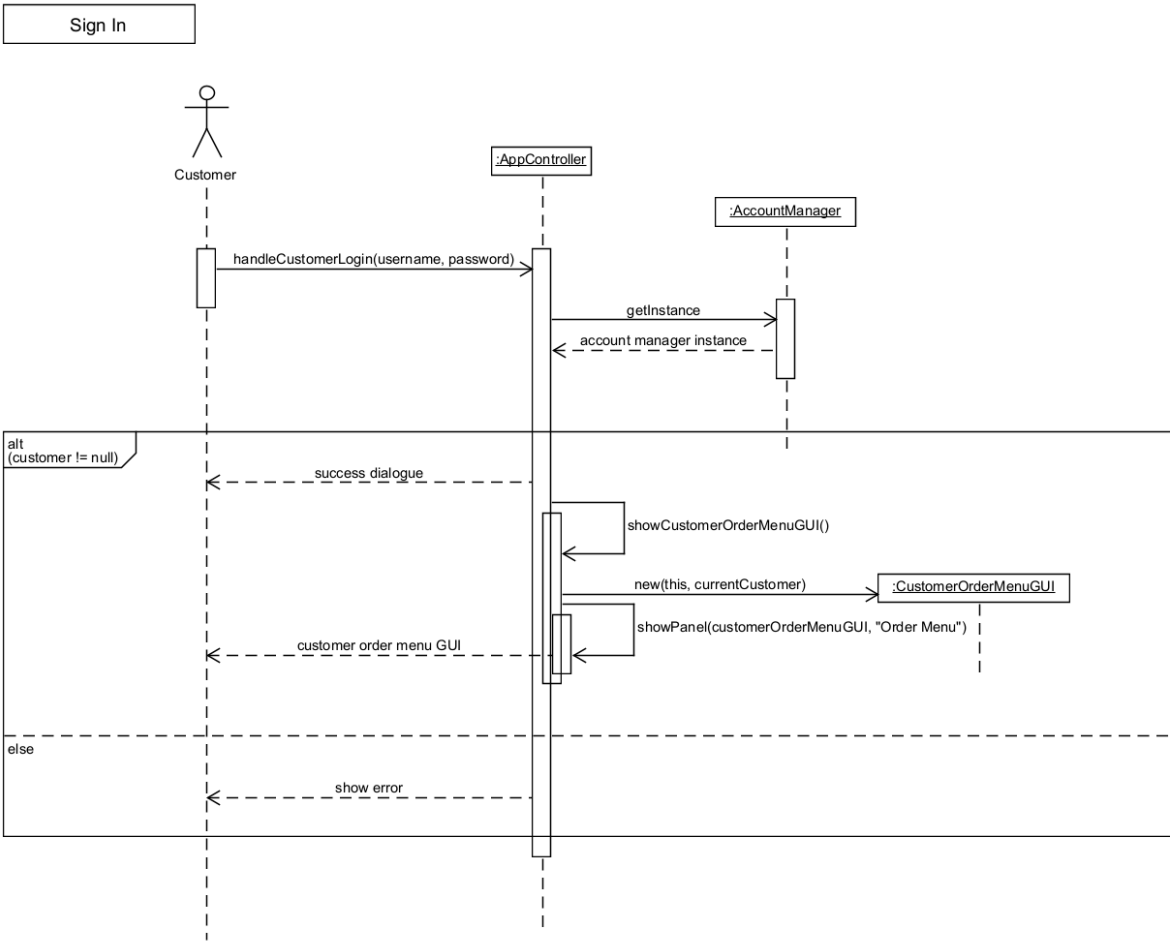 Sign In
Customer
:AppController
:AccountManager
handleCustomerLogin(username, password)
getInstance
account manager instance
alt
(customer != null)
success dialogue
showCustomerOrderMenuGUI()
new(this, currentCustomer)
:CustomerOrderMenuGUI
showPanel(customerOrderMenuGUI, "Order Menu")
customer order menu GUI
else
show error